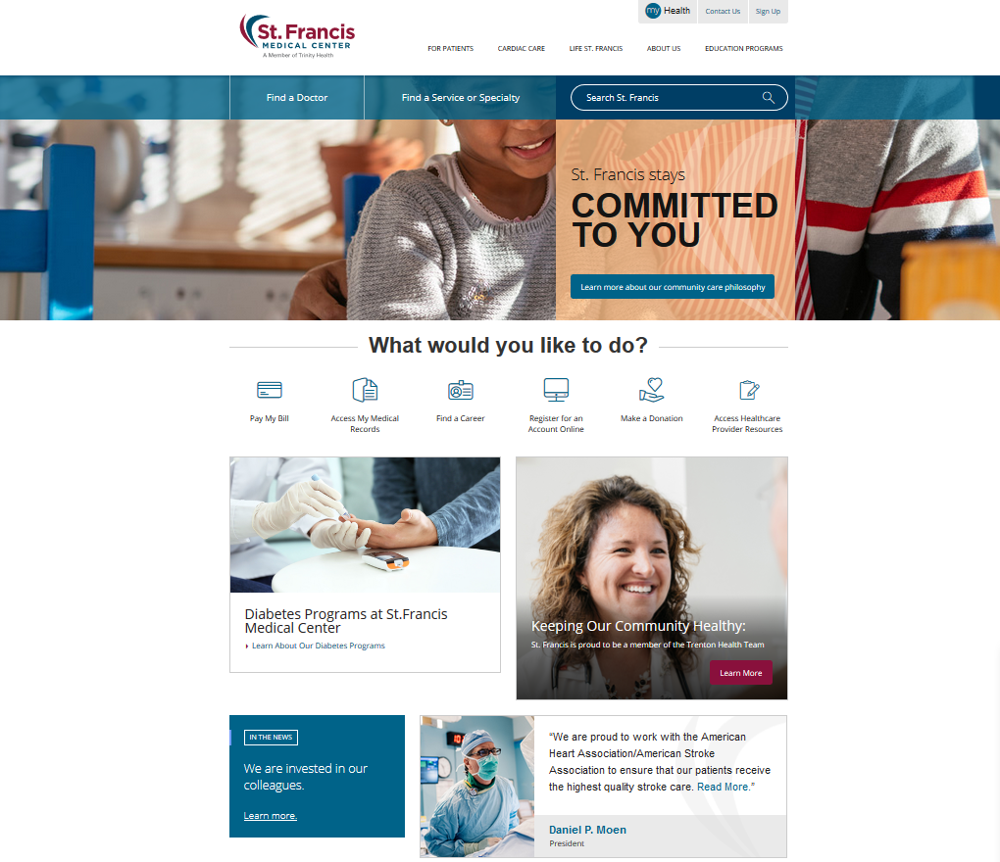 my Health
Contact Us
Sign Up
St. Francis
MEDICAL CENTER
A Member of Trinity Health
FOR PATIENTS
CARDIAC CARE
LIFE ST. FRANCIS
ABOUT US
EDUCATION PROGRAMS
Find a Doctor
Find a Service or Specialty
Search St. Francis
St. Francis stays
COMMITTED
TO YOU
Learn more about our community care philosophy
What would you like to do?
Pay My Bill
Access My Medical
Records
Find a Career
Register for an
Account Online
Make a Donation
Access Healthcare
Provider Resources
Diabetes Programs at St.Francis
Medical Center
Learn About Our Diabetes Programs
Keeping Our Community Healthy:
St. Francis is proud to be a member of the Trenton Health Team
Learn More
IN THE NEWS
We are invested in our
colleagues.
Learn more.
“We are proud to work with the American
Heart Association/American Stroke
Association to ensure that our patients receive
the highest quality stroke care. Read More.”
Daniel P. Moen
President